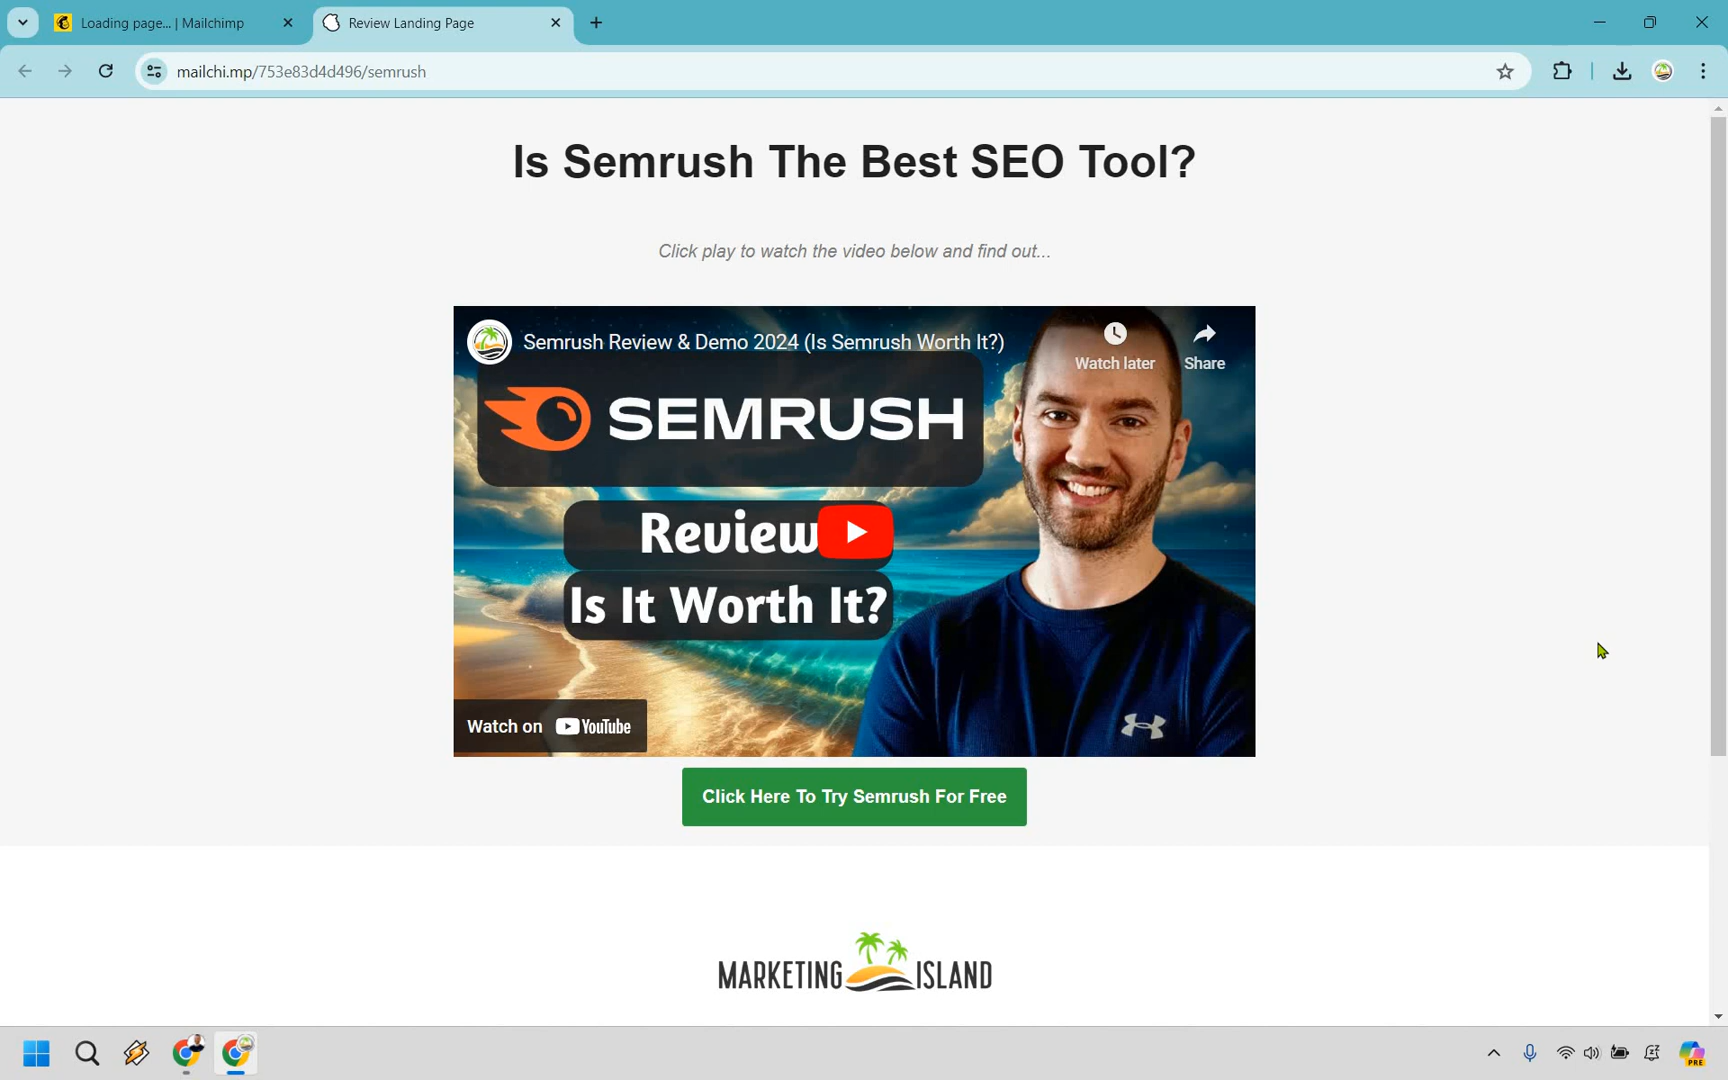 Loading page... | Mailchimp
Review Landing Page
mailchi.mp/753e83d4d496/semrush
Is Semrush The Best SEO Tool?
Click play to watch the video below and find out...
Semrush Review & Demo 2024 (Is Semrush Worth It?)
Watch later
Share
SEMRUSH
Review
Is It Worth It?
Watch on YouTube
Click Here To Try Semrush For Free
MARKETING ISLAND
PRE